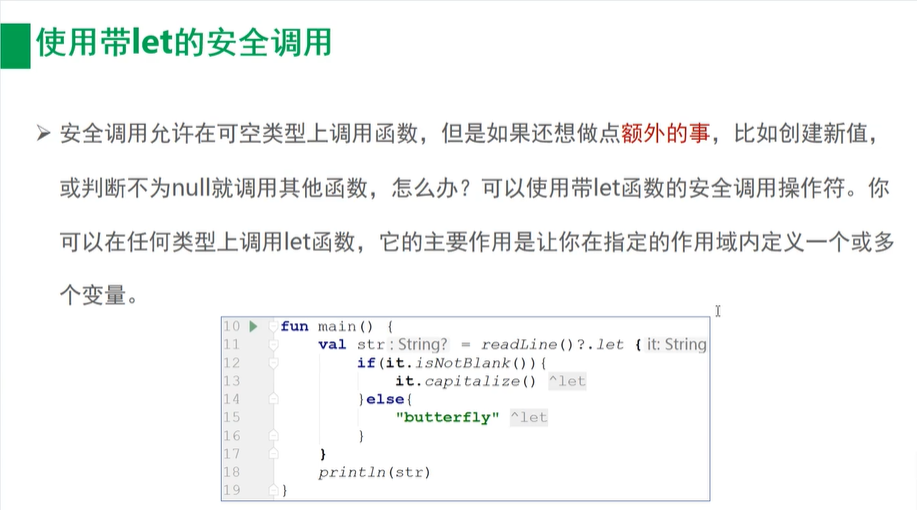 使用带let的安全调用
➢ 安全调用允许在可空类型上调用函数，但是如果还想做点额外的事，比如创建新值，
或判断不为null就调用其他函数，怎么办？可以使用带let函数的安全调用操作符。你
可以在任何类型上调用let函数，它的主要作用是让你在指定的作用域内定义一个或多
个变量。
10 fun main() {
11 val str: String? = readLine()?.let { it: String
12 if(it.isNotBlank()){
13 it.capitalize() ^let
14 }else{
15 "butterfly" ^let
16 }
17 }
18 println(str)
19 }